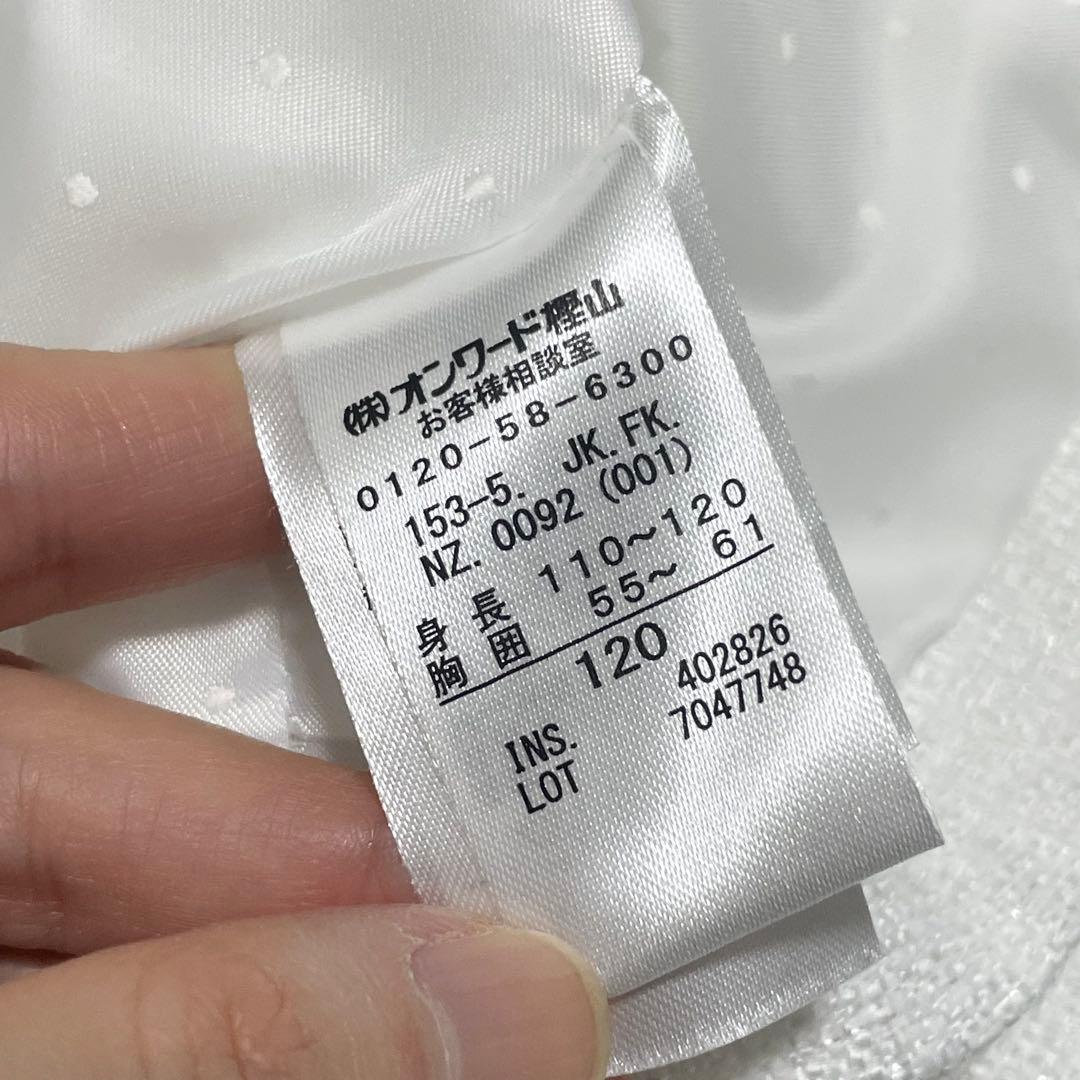 (株)オンワード樫山
お客様相談室
0120-58-6300
153-5. JK.FK.
NZ. 0092 (001)
身長 110~120
胸囲 55~ 61
120
INS. 402826
LOT 7047748